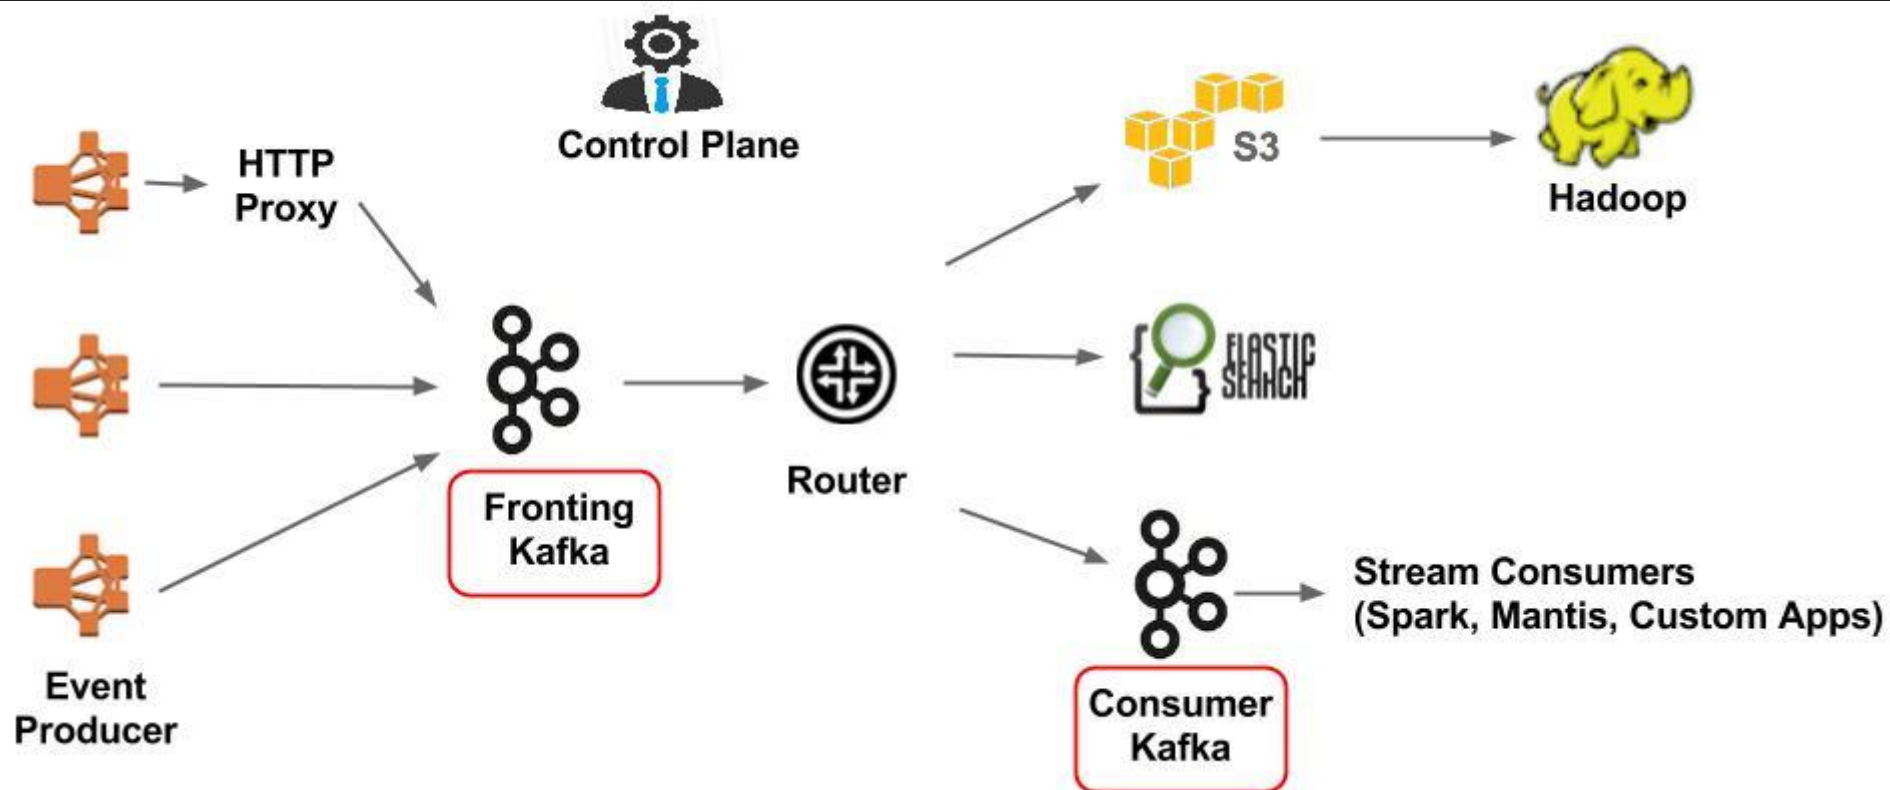 Control Plane
HTTP
Proxy
S3
Hadoop
ELASTIC
SEARCH
Router
Fronting
Kafka
Stream Consumers
(Spark, Mantis, Custom Apps)
Event
Producer
Consumer
Kafka